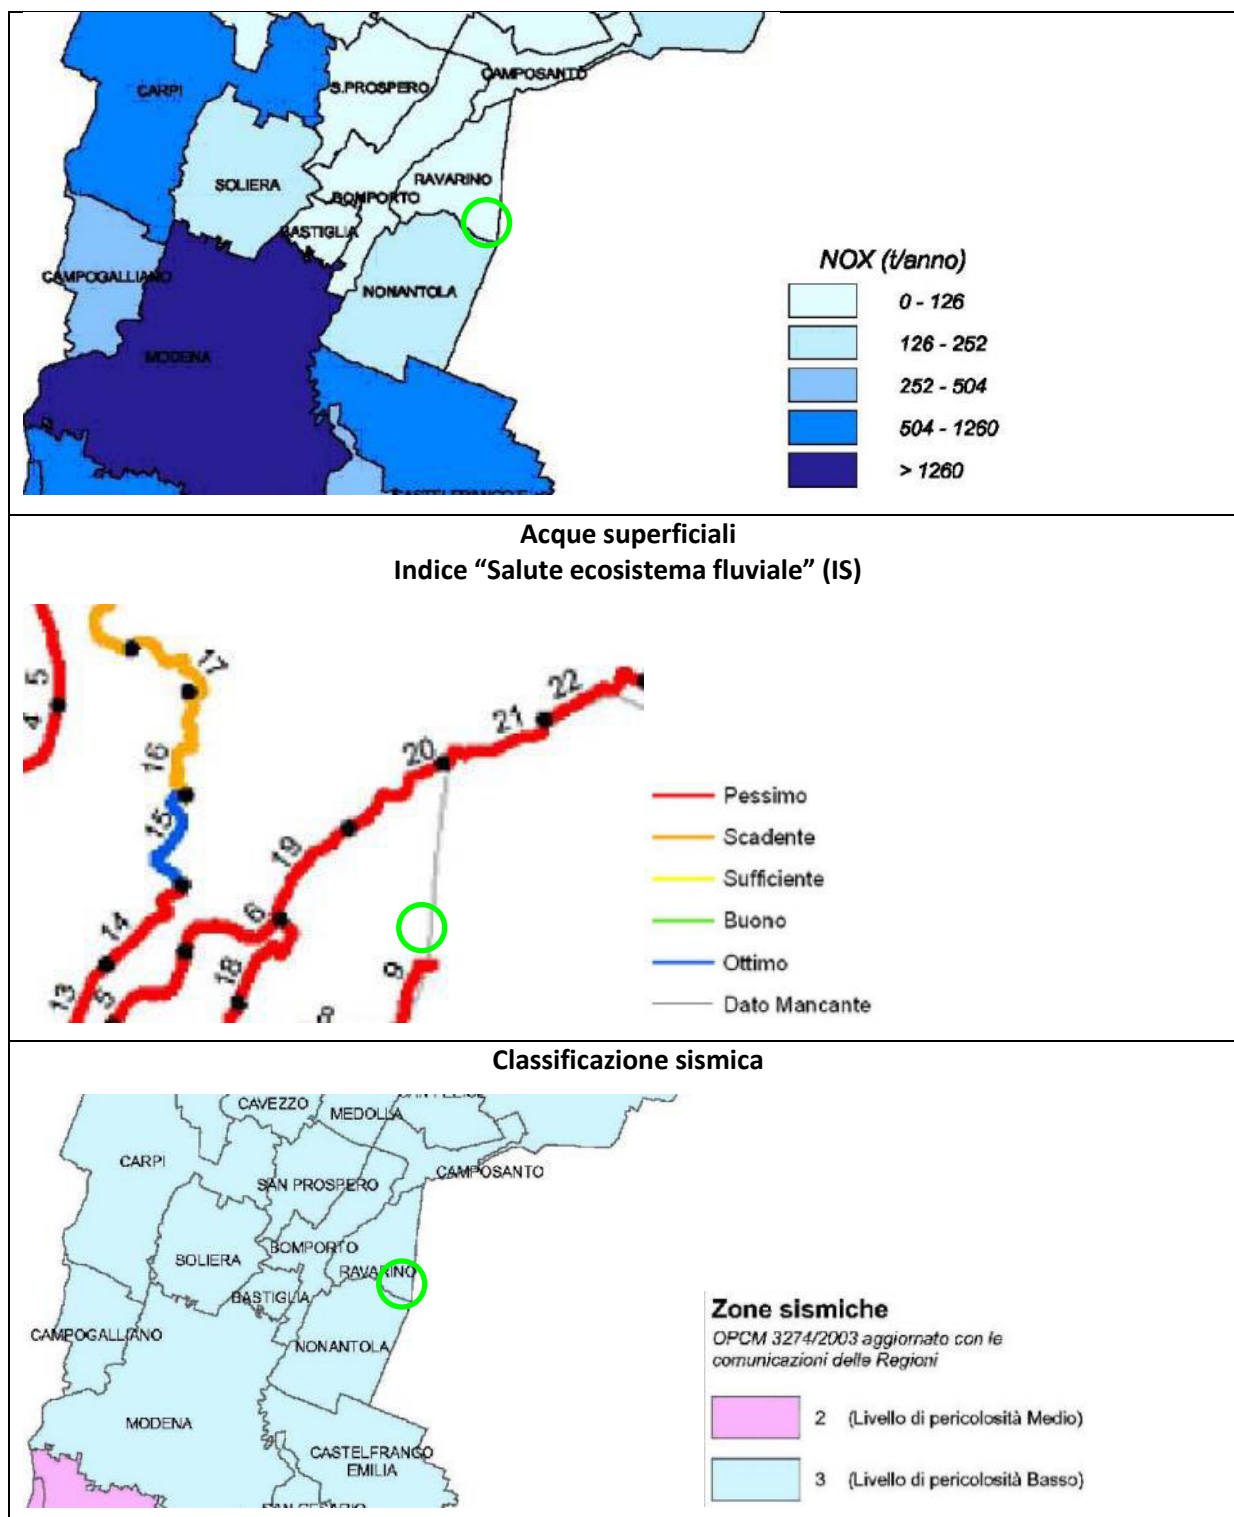 S.PROSPERO
CAMPOSANTO
CARPI
SOLIERA
RAVARINO
BOMPORTO
BASTIGLIA
CAMPOGALLIANO
NONANTOLA
MODENA
NOX (t/anno)
0 - 126
126 - 252
252 - 504
504 - 1260
> 1260
Acque superficiali
Indice “Salute ecosistema fluviale” (IS)
17
5
4
22
21
20
16
15
19
14
6
18
13
5
9
Pessimo
Scadente
Sufficiente
Buono
Ottimo
Dato Mancante
Classificazione sismica
CAVEZZO
MEDOLLA
CARPI
SAN PROSPERO
CAMPOSANTO
SOLIERA
BOMPORTO
RAVARINO
BASTIGLIA
CAMPOGALLIANO
NONANTOLA
MODENA
CASTELFRANCO
EMILIA
Zone sismiche
OPCM 3274/2003 aggiornato con le
comunicazioni delle Regioni
2 (Livello di pericolosità Medio)
3 (Livello di pericolosità Basso)